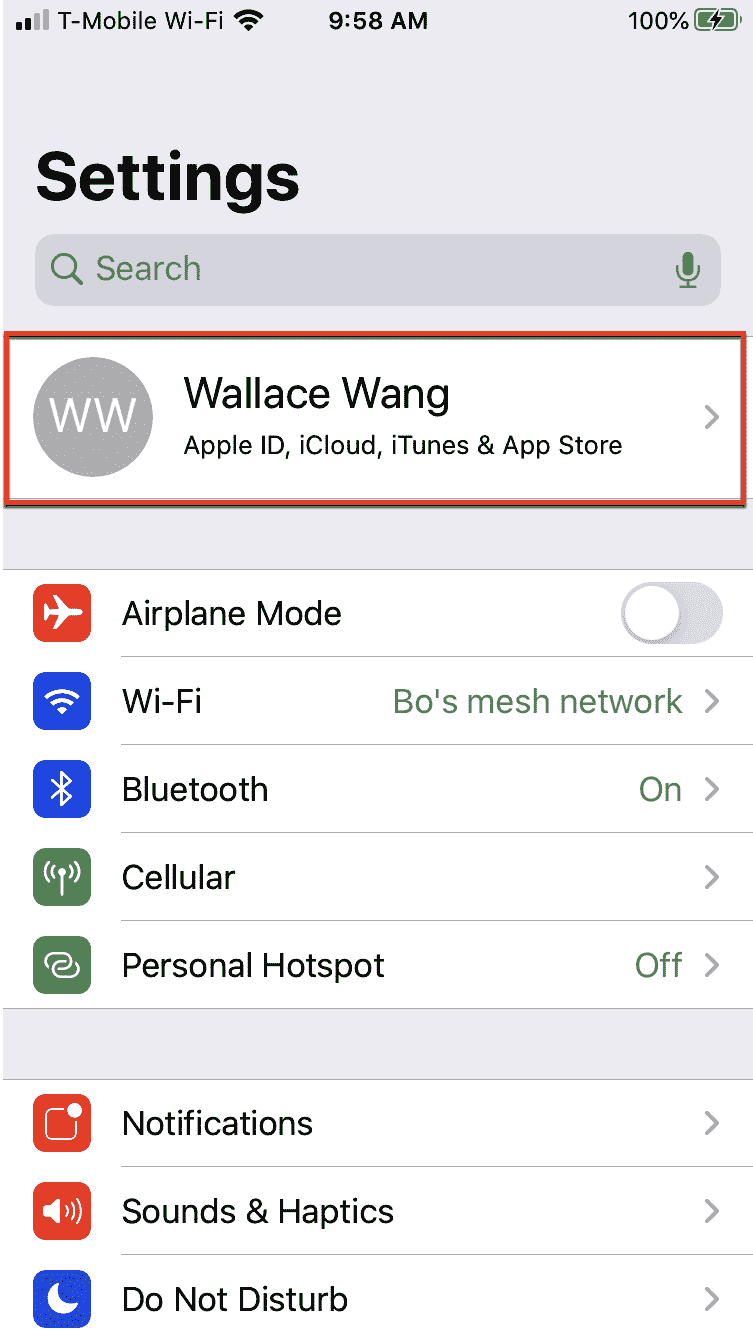 T-Mobile Wi-Fi 9:58 AM 100%
Settings
Search
WW
Wallace Wang
Apple ID, iCloud, iTunes & App Store
Airplane Mode
Wi-Fi Bo's mesh network
Bluetooth On
Cellular
Personal Hotspot Off
Notifications
Sounds & Haptics
Do Not Disturb